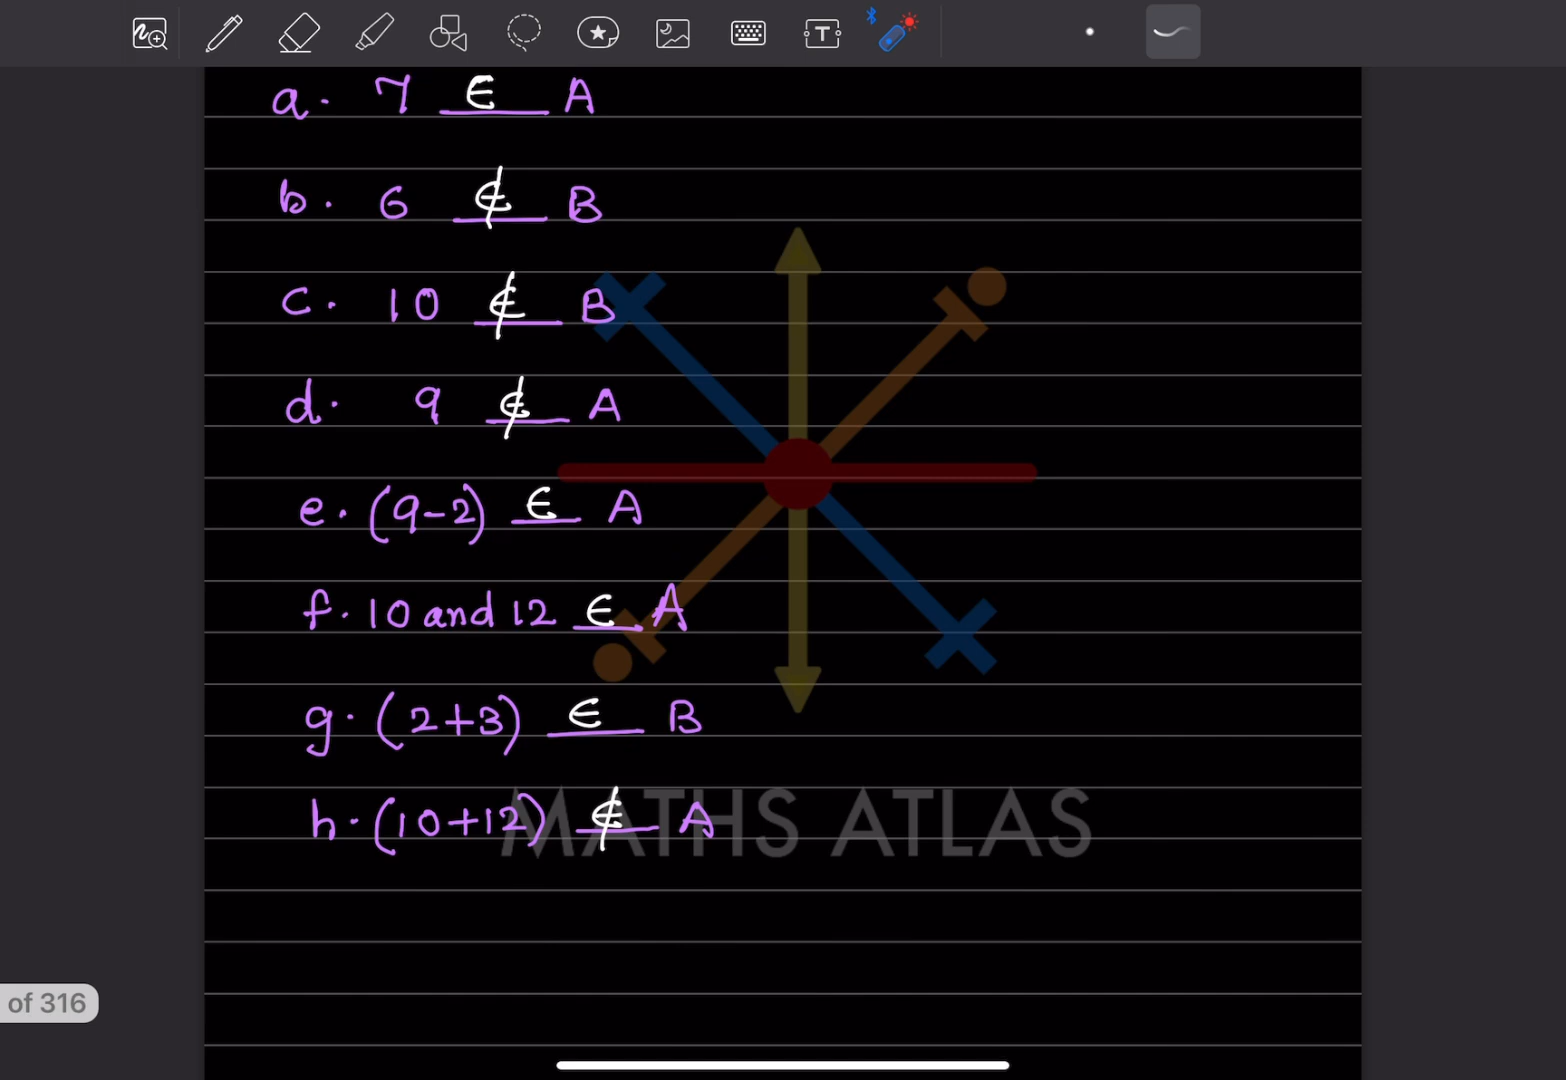 a. 7 ∈ A
b. 6 ∉ B
c. 10 ∉ B
d. 9 ∉ A
e. (9-2) ∈ A
f. 10 and 12 ∈ A
g. (2+3) ∈ B
h. (10+12) ∉ A
MATHS ATLAS
of 316